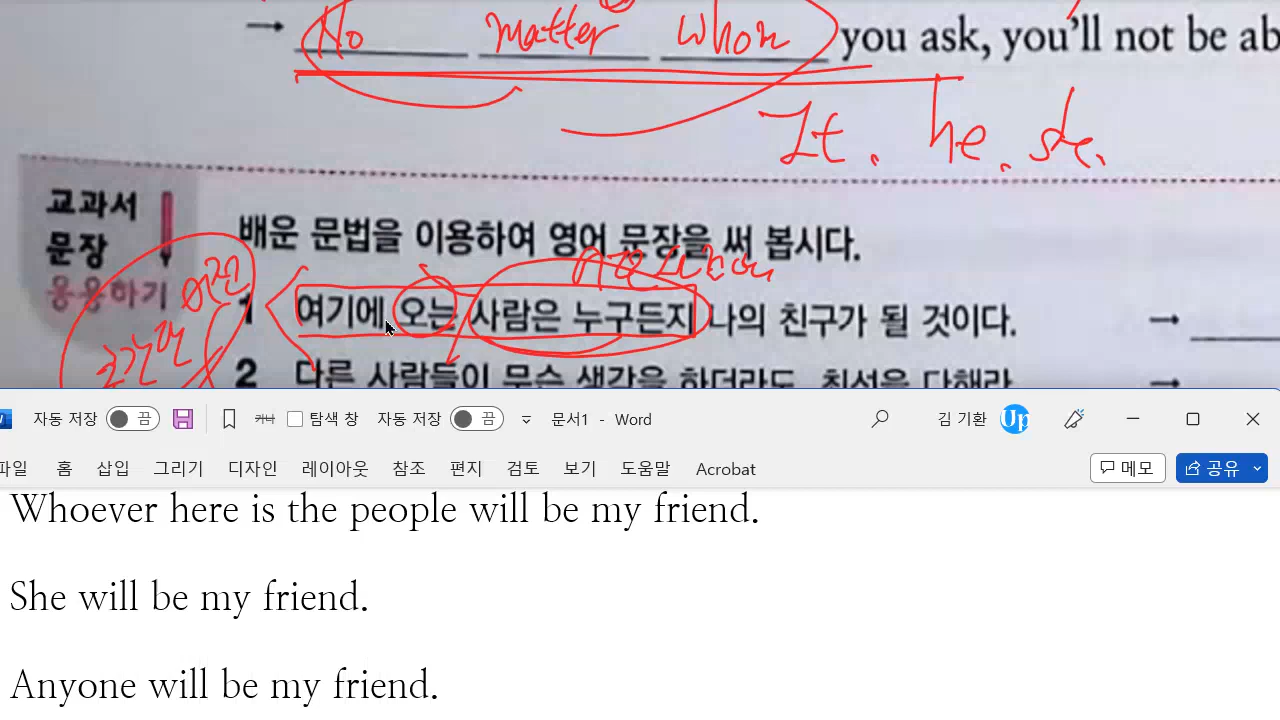 → No matter whom you ask, you'll not be ab
It. he. she.
교과서
문장
응용하기
배운 문법을 이용하여 영어 문장을 써 봅시다.
1 여기에 오는 사람은 누구든지 나의 친구가 될 것이다. →
2 다른 사람들이 무슨 생각을 하더라도, 최선을 다해라 →
자동 저장 끔 탐색 창 자동 저장 끔 문서1 - Word 김 기환 Up
파일 홈 삽입 그리기 디자인 레이아웃 참조 편지 검토 보기 도움말 Acrobat 메모 공유
Whoever here is the people will be my friend.
She will be my friend.
Anyone will be my friend.